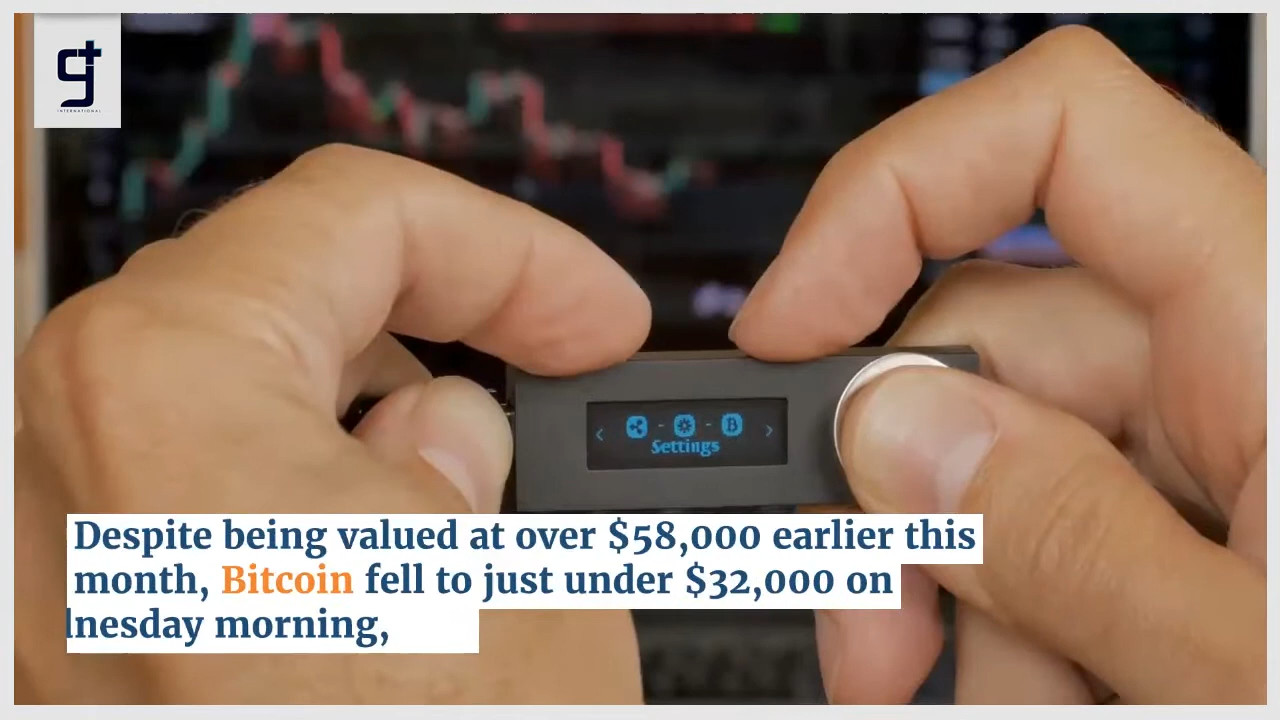 INTERNATIONAL
< - - B >
Settings
Despite being valued at over $58,000 earlier this
month, Bitcoin fell to just under $32,000 on
nesday morning,